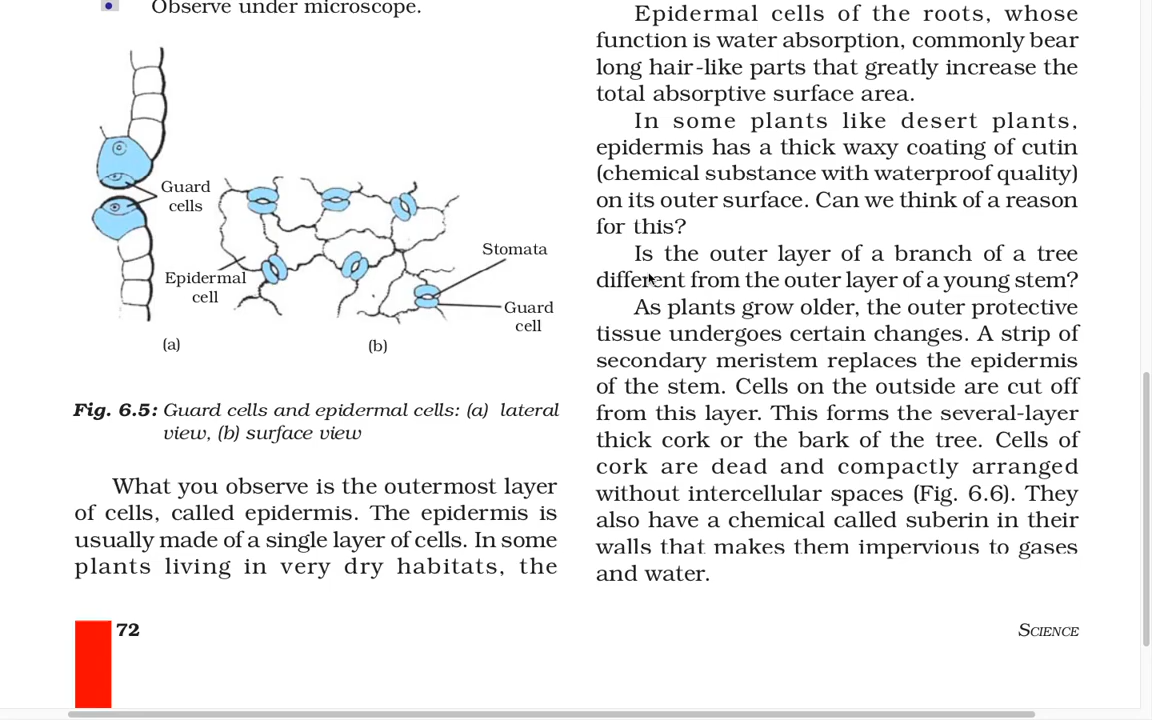 Observe under microscope.
Guard
cells
Epidermal
cell
Stomata
Guard
cell
(a)
(b)
Fig. 6.5: Guard cells and epidermal cells: (a) lateral
view, (b) surface view
What you observe is the outermost layer
of cells, called epidermis. The epidermis is
usually made of a single layer of cells. In some
plants living in very dry habitats, the
Epidermal cells of the roots, whose
function is water absorption, commonly bear
long hair-like parts that greatly increase the
total absorptive surface area.
In some plants like desert plants,
epidermis has a thick waxy coating of cutin
(chemical substance with waterproof quality)
on its outer surface. Can we think of a reason
for this?
Is the outer layer of a branch of a tree
different from the outer layer of a young stem?
As plants grow older, the outer protective
tissue undergoes certain changes. A strip of
secondary meristem replaces the epidermis
of the stem. Cells on the outside are cut off
from this layer. This forms the several-layer
thick cork or the bark of the tree. Cells of
cork are dead and compactly arranged
without intercellular spaces (Fig. 6.6). They
also have a chemical called suberin in their
walls that makes them impervious to gases
and water.
72
SCIENCE